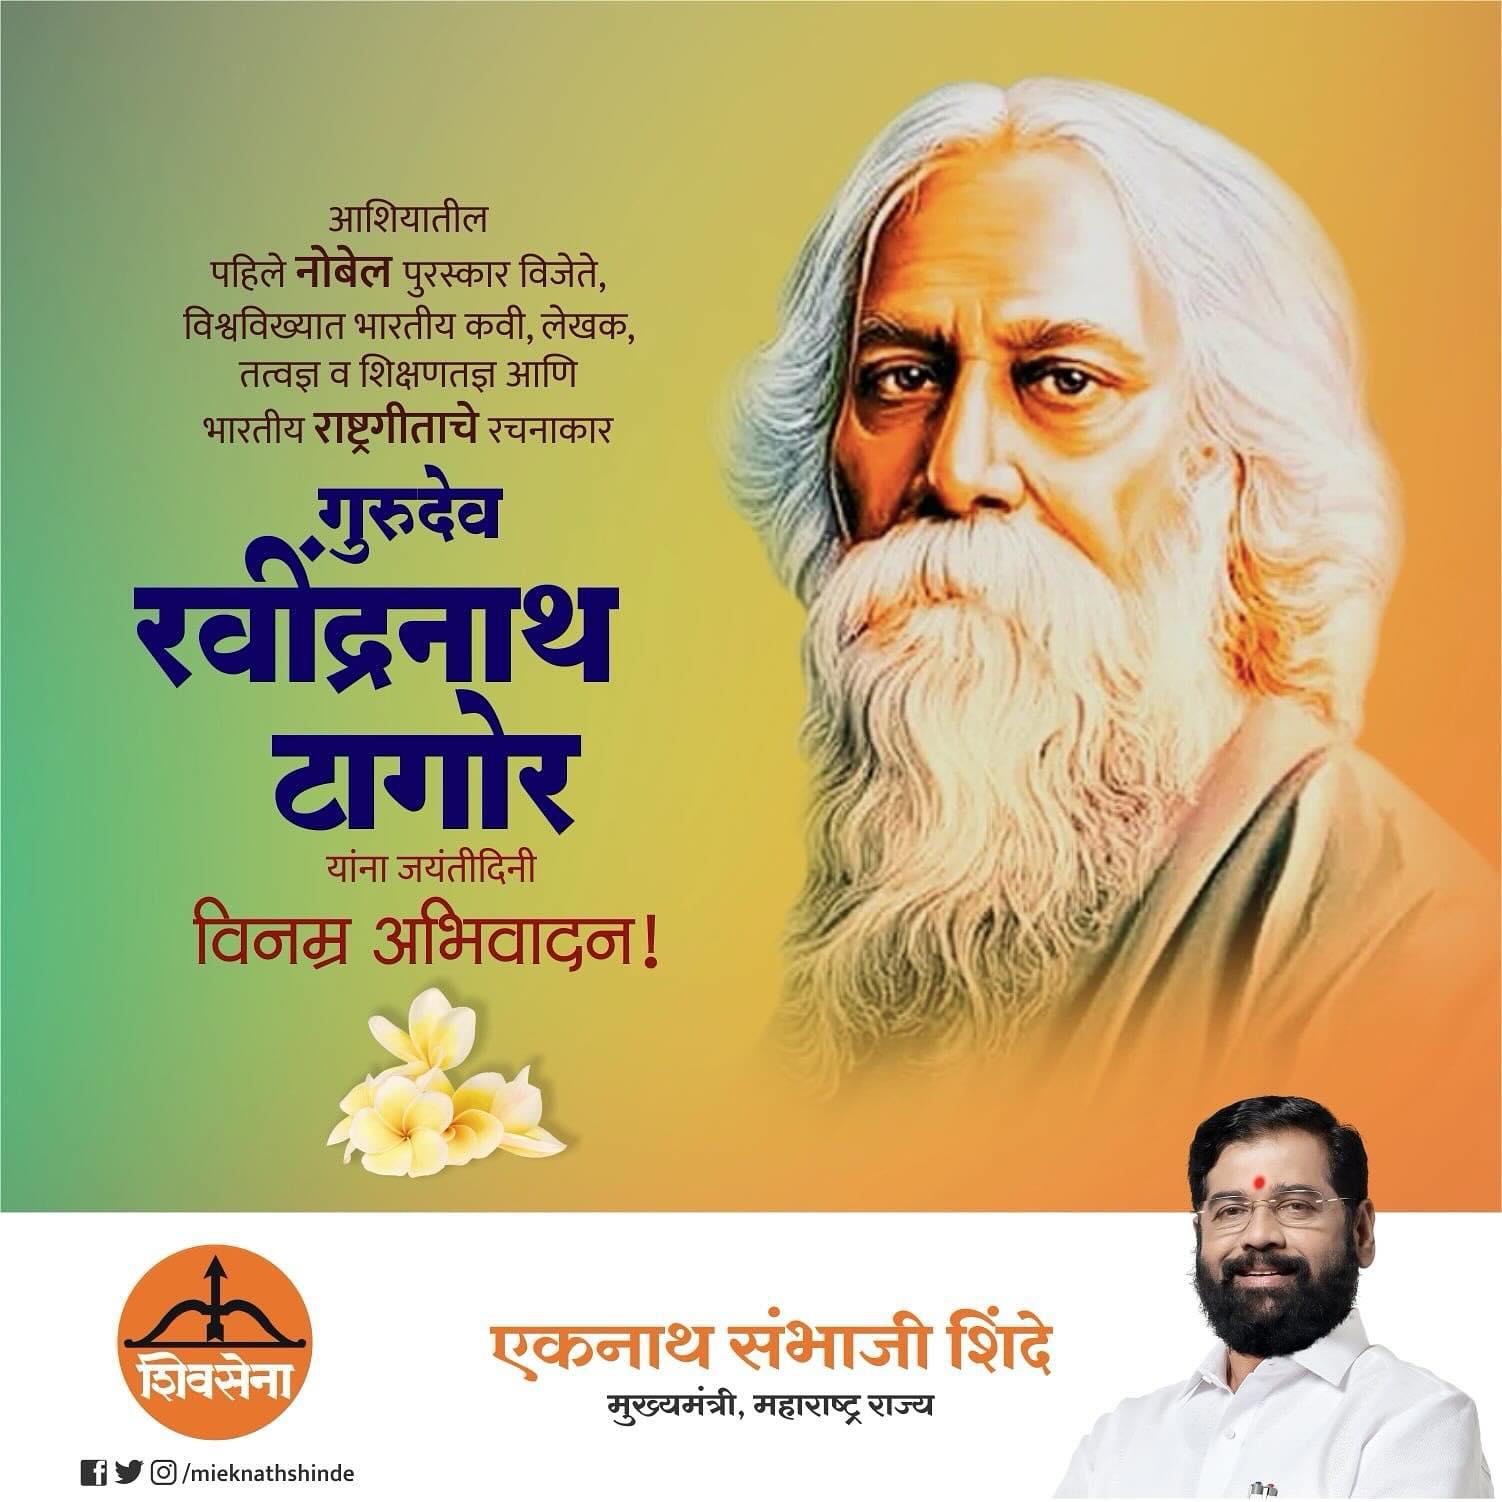 आशियातील
पहिले नोबेल पुरस्कार विजेते,
विश्वविख्यात भारतीय कवी, लेखक,
तत्वज्ञ व शिक्षणतज्ञ आणि
भारतीय राष्ट्रगीताचे रचनाकार
गुरुदेव
रवींद्रनाथ
टागोर
यांना जयंतीदिनी
विनम्र अभिवादन!
शिवसेना
एकनाथ संभाजी शिंदे
मुख्यमंत्री, महाराष्ट्र राज्य
/mieknathshinde